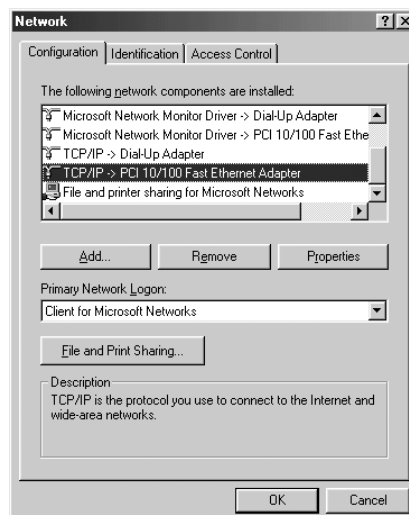 Network
Configuration Identification Access Control
The following network components are installed:
Microsoft Network Monitor Driver -> Dial-Up Adapter
Microsoft Network Monitor Driver -> PCI 10/100 Fast Ethe
TCP/IP -> Dial-Up Adapter
TCP/IP -> PCI 10/100 Fast Ethernet Adapter
File and printer sharing for Microsoft Networks
Add... Remove Properties
Primary Network Logon:
Client for Microsoft Networks
File and Print Sharing...
Description
TCP/IP is the protocol you use to connect to the Internet and
wide-area networks.
OK Cancel